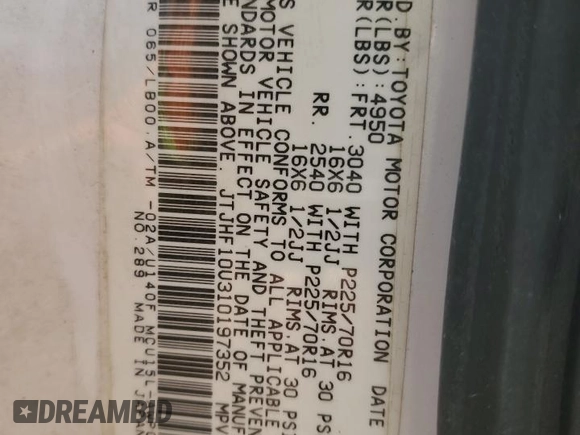 D.BY:TOYOTA MOTOR CORPORATION DATE
R(LBS):4950
R(LBS): FRT. 3040 WITH P225/70R16
16X6 1/2JJ RIMS.AT 30 PS
RR. 2540 WITH P225/70R16
16X6 1/2JJ RIMS.AT 30 PSI
S VEHICLE CONFORMS TO ALL APPLICABLE
MOTOR VEHICLE SAFETY AND THEFT PREVEN
NDARDS IN EFFECT ON THE DATE OF MANUF
E SHOWN ABOVE. JTJHF10U310197352 MPV
R 065/LB00.A/TM -02A/U140F MCU15L-
NO.289 MADE IN JAPAN
DREAMBID